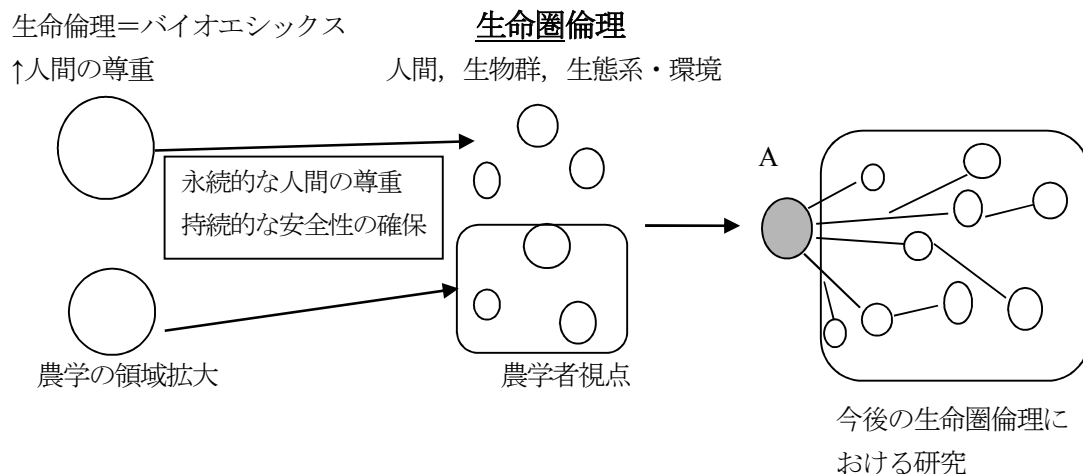 生命倫理＝バイオエシックス
生命圏倫理
↑人間の尊重
人間，生物群，生態系・環境
永続的な人間の尊重
持続的な安全性の確保
A
農学の領域拡大
農学者視点
今後の生命圏倫理に
おける研究